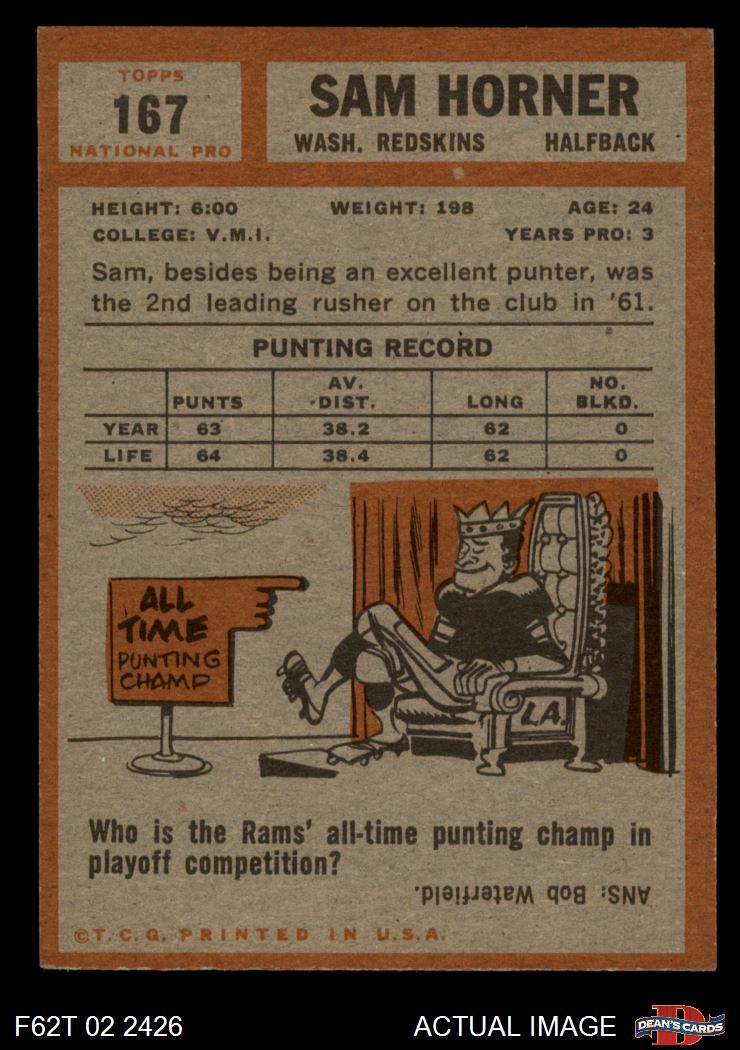 TOPPS
167
NATIONAL PRO
SAM HORNER
WASH. REDSKINS HALFBACK
HEIGHT: 6:00 WEIGHT: 198 AGE: 24
COLLEGE: V.M.I. YEARS PRO: 3
Sam, besides being an excellent punter, was
the 2nd leading rusher on the club in '61.
PUNTING RECORD
PUNTS AV. DIST. LONG NO. BLKD.
YEAR 63 38.2 62 0
LIFE 64 38.4 62 0
ALL
TIME
PUNTING
CHAMP
L.A.
Who is the Rams' all-time punting champ in
playoff competition?
ANS: Bob Waterfield.
©T.C.G. PRINTED IN U.S.A.
F62T 02 2426 ACTUAL IMAGE DEAN'S CARDS